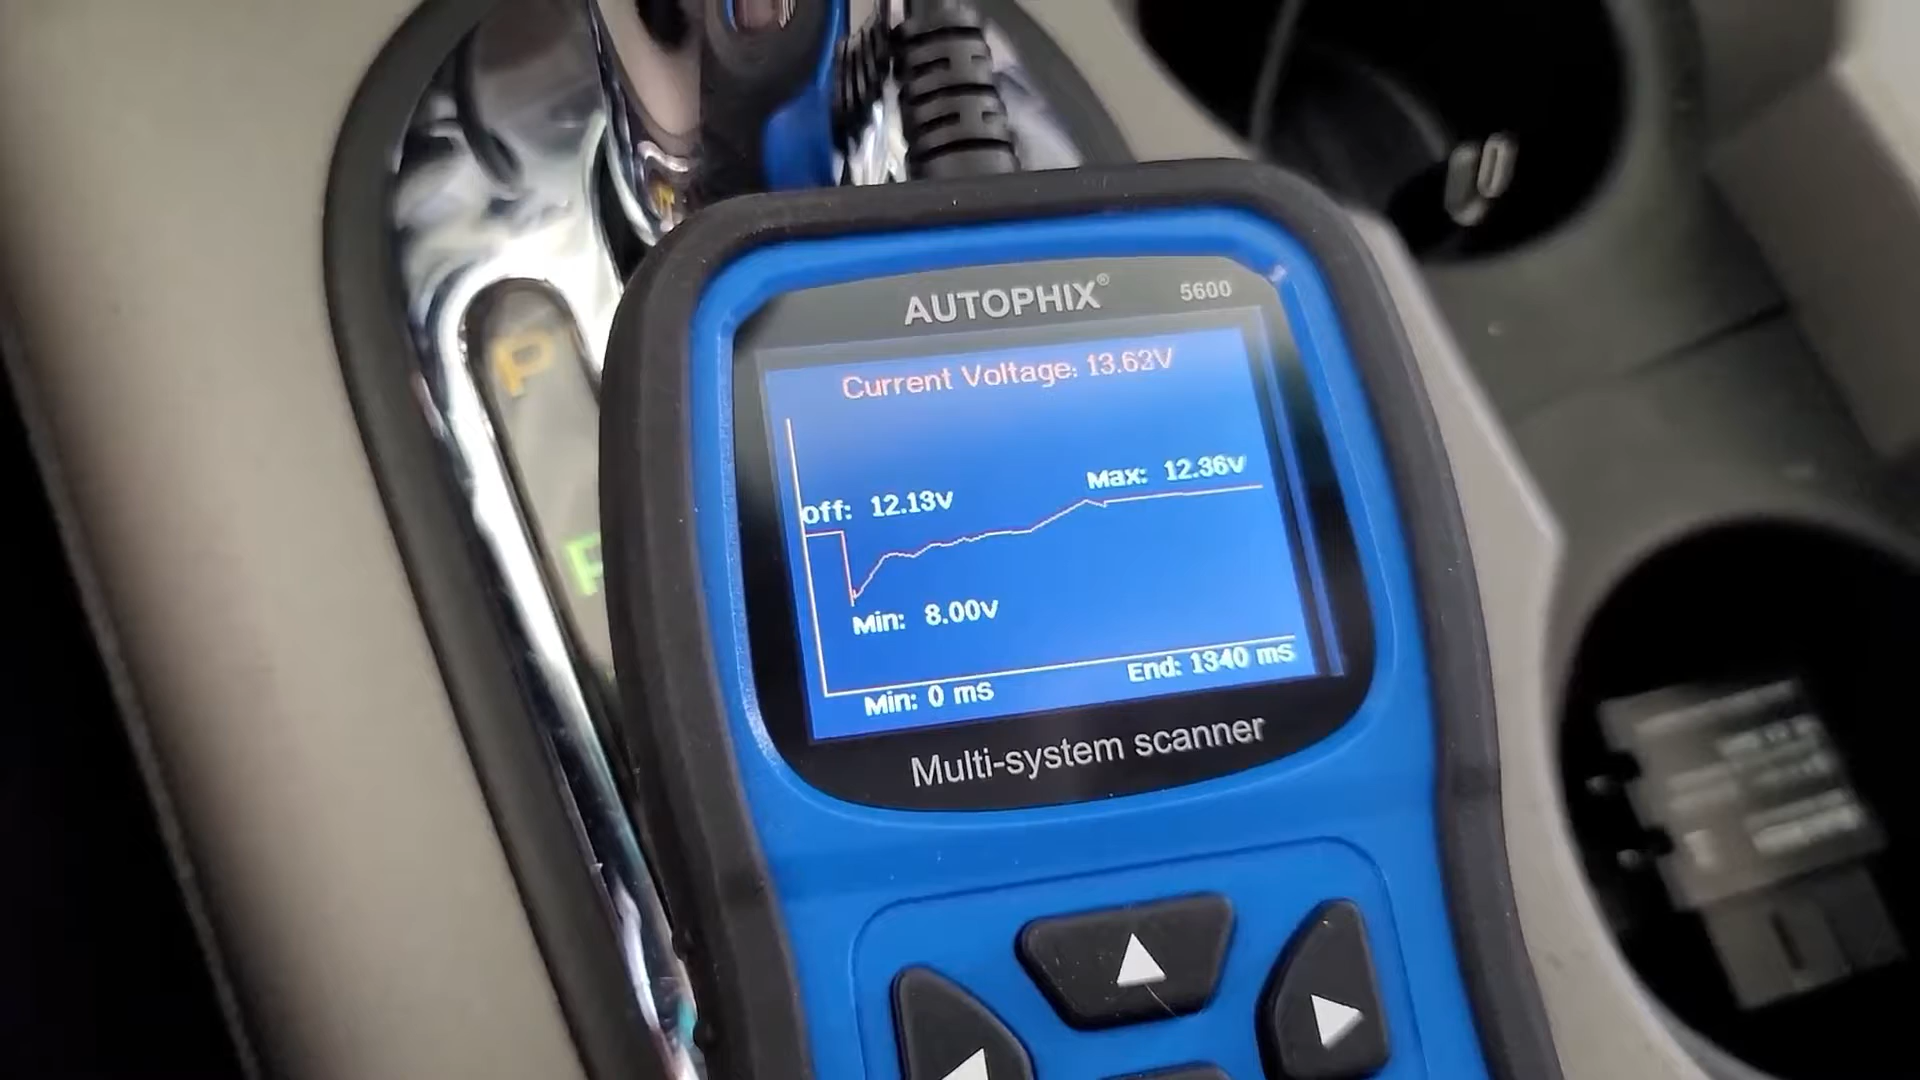 P
AUTOPHIX® 5600
Current Voltage: 13.62V
Off: 12.13V
Max: 12.36V
Min: 8.00V
Min: 0 ms
End: 1340 ms
Multi-system scanner